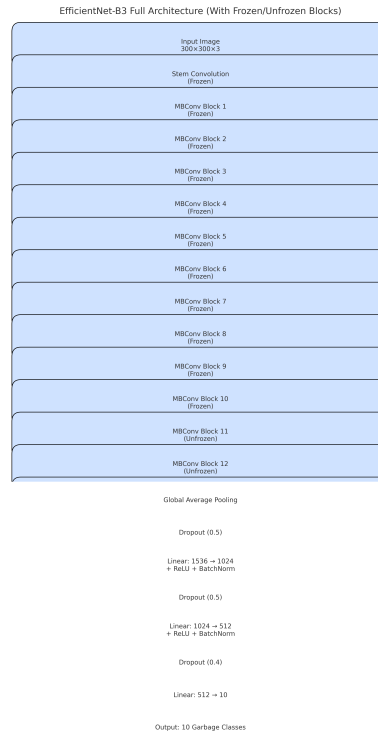 EfficientNet-B3 Full Architecture (With Frozen/Unfrozen Blocks)
Input Image
300×300×3
Stem Convolution
(Frozen)
MBConv Block 1
(Frozen)
MBConv Block 2
(Frozen)
MBConv Block 3
(Frozen)
MBConv Block 4
(Frozen)
MBConv Block 5
(Frozen)
MBConv Block 6
(Frozen)
MBConv Block 7
(Frozen)
MBConv Block 8
(Frozen)
MBConv Block 9
(Frozen)
MBConv Block 10
(Frozen)
MBConv Block 11
(Unfrozen)
MBConv Block 12
(Unfrozen)
Global Average Pooling
Dropout (0.5)
Linear: 1536 → 1024
+ ReLU + BatchNorm
Dropout (0.5)
Linear: 1024 → 512
+ ReLU + BatchNorm
Dropout (0.4)
Linear: 512 → 10
Output: 10 Garbage Classes